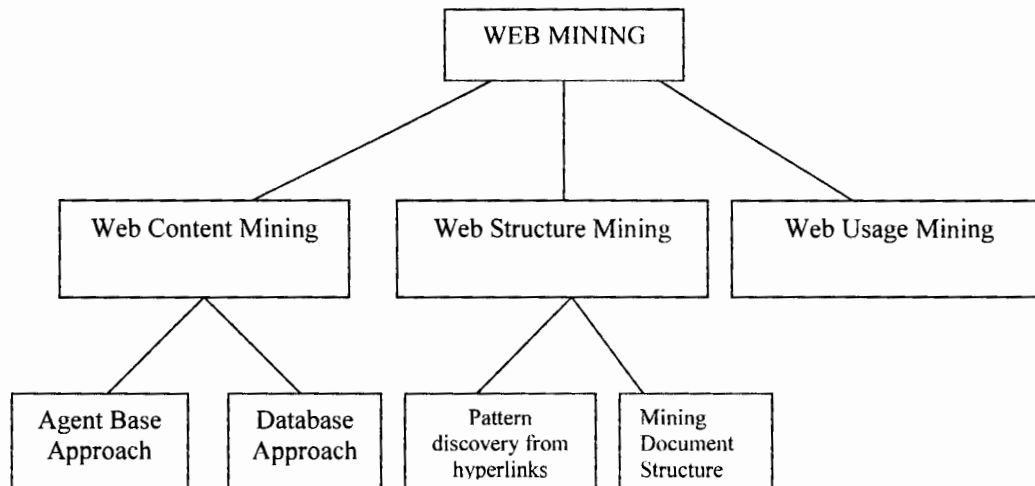 WEB MINING
Web Content Mining
Web Structure Mining
Web Usage Mining
Agent Base
Approach
Database
Approach
Pattern
discovery from
hyperlinks
Mining
Document
Structure